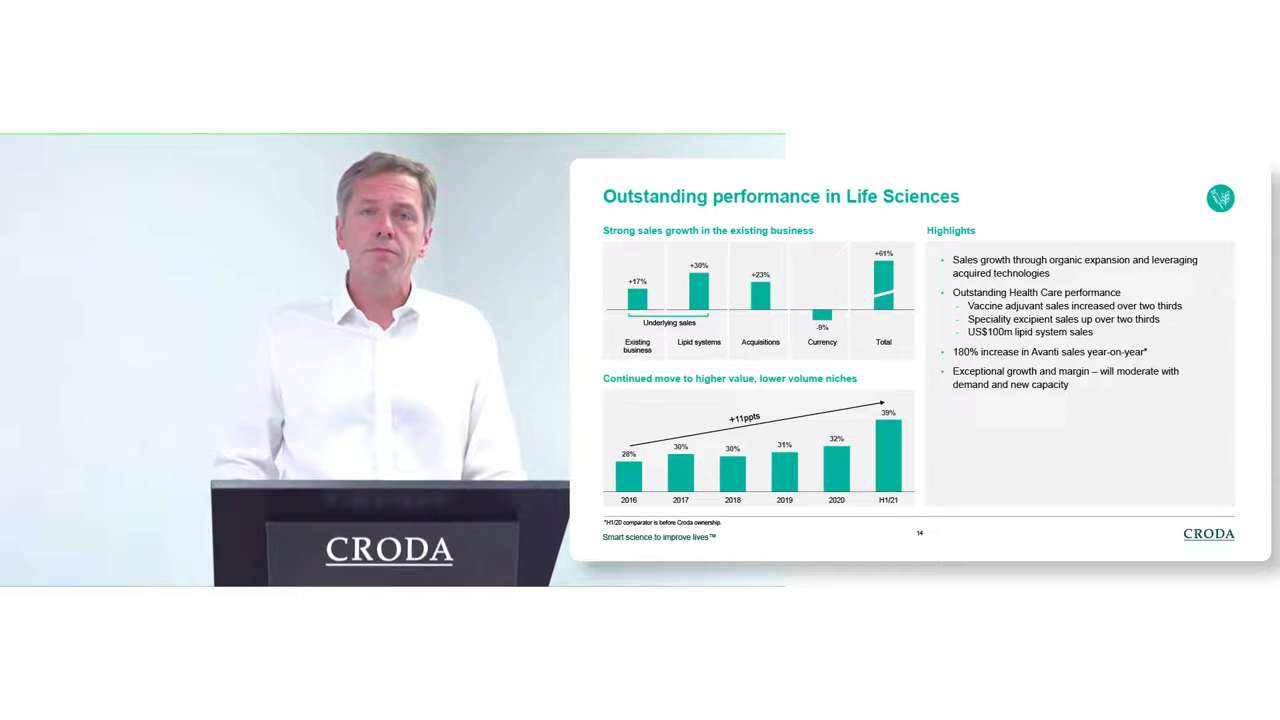 CRODA
Outstanding performance in Life Sciences
Strong sales growth in the existing business
+17%
+30%
+23%
-9%
+61%
Underlying sales
Existing
business
Lipid systems
Acquisitions
Currency
Total
Continued move to higher value, lower volume niches
+11ppts
28%
30%
30%
31%
32%
39%
2016
2017
2018
2019
2020
H1/21
Highlights
• Sales growth through organic expansion and leveraging
acquired technologies
• Outstanding Health Care performance
- Vaccine adjuvant sales increased over two thirds
- Speciality excipient sales up over two thirds
- US$100m lipid system sales
• 180% increase in Avanti sales year-on-year*
• Exceptional growth and margin – will moderate with
demand and new capacity
*H1/20 comparator is before Croda ownership.
Smart science to improve lives™
14
CRODA